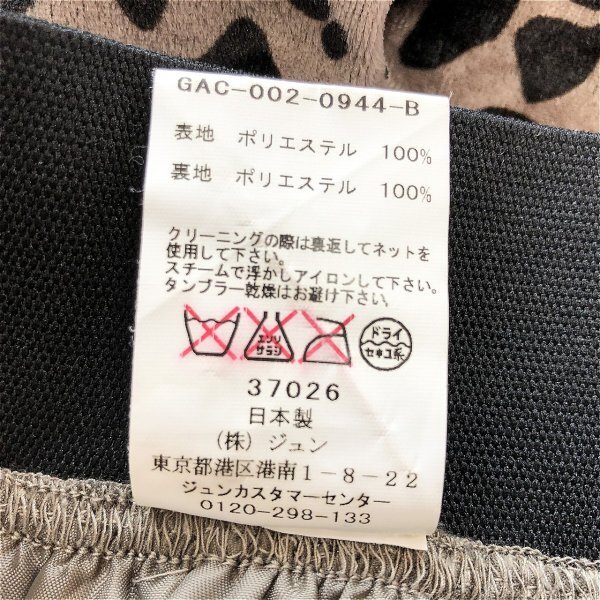 GAC-002-0944-B
表地 ポリエステル 100%
裏地 ポリエステル 100%
クリーニングの際は裏返してネットを
使用して下さい。
スチームで浮かしアイロンして下さい。
タンブラー乾燥はお避け下さい。
エンソサラシ
ドライ
セキユ系
37026
日本製
(株) ジュン
東京都港区港南1-8-22
ジュンカスタマーセンター
0120-298-133